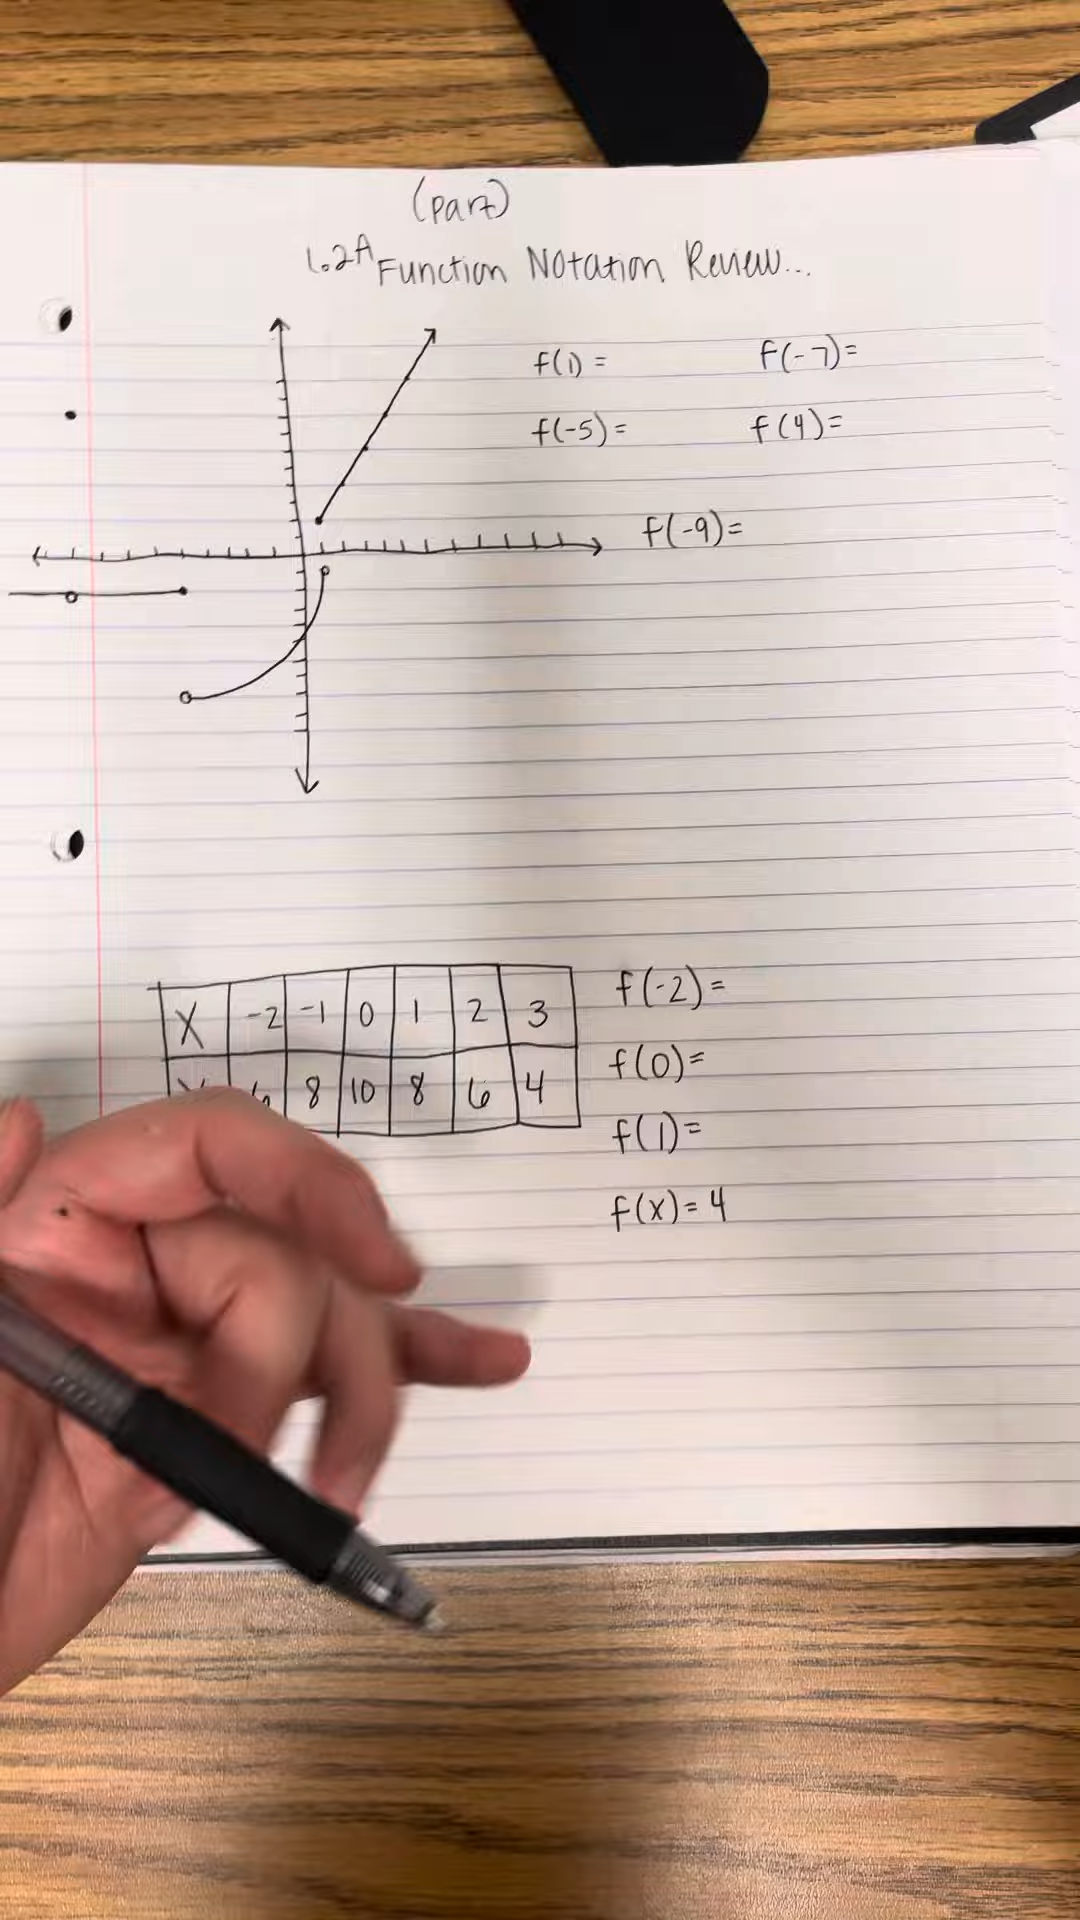 (part)
1.2A Function Notation Review...
f(1) = f(-7)=
f(-5)= f(4)=
f(-9)=
X -2 -1 0 1 2 3
8 10 8 6 4
f(-2)=
f(0)=
f(1)=
f(x)= 4